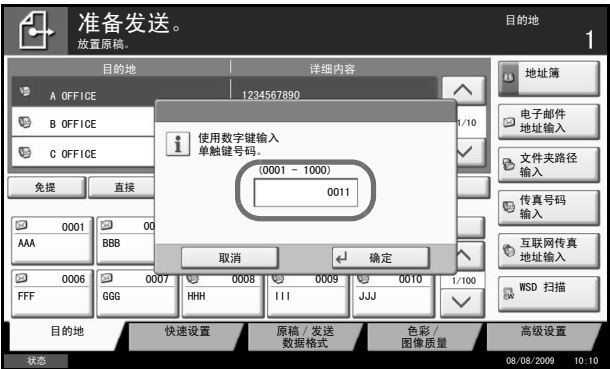 准备发送。
放置原稿。
目的地
1
目的地
详细内容
A OFFICE
1234567890
B OFFICE
C OFFICE
1/10
免提
直接
使用数字键输入
单触键号码。
(0001 - 1000)
0011
取消
确定
0001
AAA
BBB
0006
FFF
0007
GGG
0008
HHH
0009
III
0010
JJJ
1/100
地址簿
电子邮件
地址输入
文件夹路径
输入
传真号码
输入
互联网传真
地址输入
WSD 扫描
目的地
快速设置
原稿 / 发送
数据格式
色彩 /
图像质量
高级设置
状态
08/08/2009 10:10